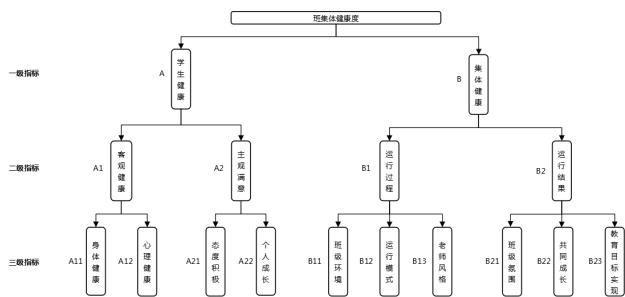 班集体健康度
一级指标
A
学生健康
B
集体健康
二级指标
A1
客观健康
A2
主观满意
B1
运行过程
B2
运行结果
三级指标
A11
身体健康
A12
心理健康
A21
态度积极
A22
个人成长
B11
班级环境
B12
运行模式
B13
老师风格
B21
班级氛围
B22
共同成长
B23
教育目标实现